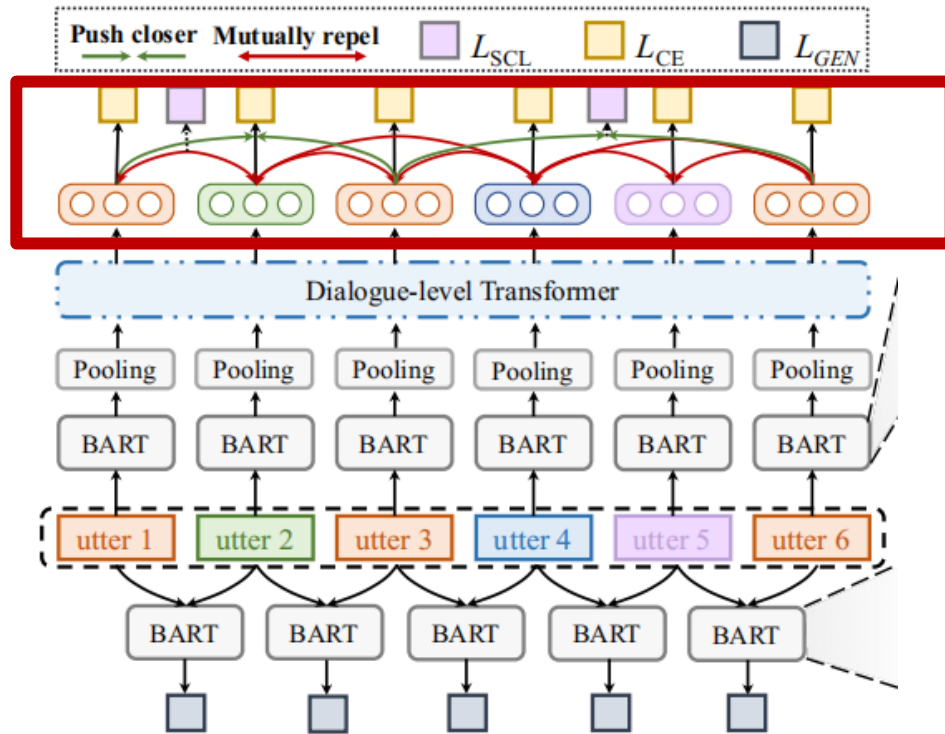 Push closer Mutually repel L_SCL L_CE L_GEN
Dialogue-level Transformer
Pooling Pooling Pooling Pooling Pooling Pooling
BART BART BART BART BART BART
utter 1 utter 2 utter 3 utter 4 utter 5 utter 6
BART BART BART BART BART